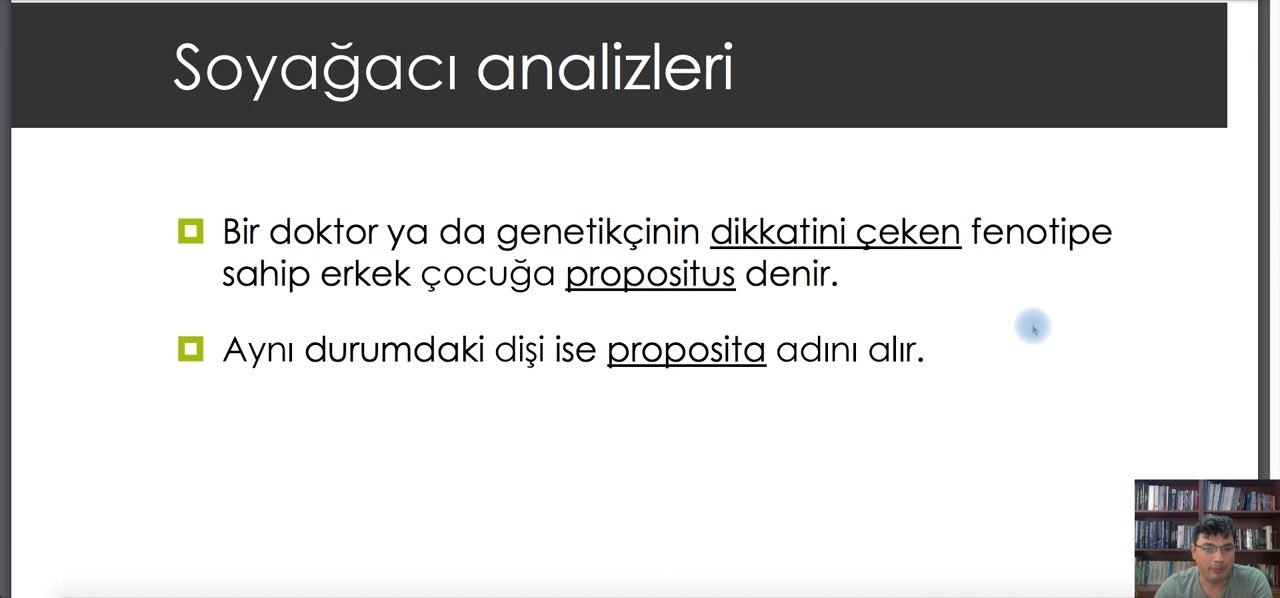 Soyağacı analizleri
Bir doktor ya da genetikçinin dikkatini çeken fenotipe
sahip erkek çocuğa propositus denir.
Aynı durumdaki dişi ise proposita adını alır.